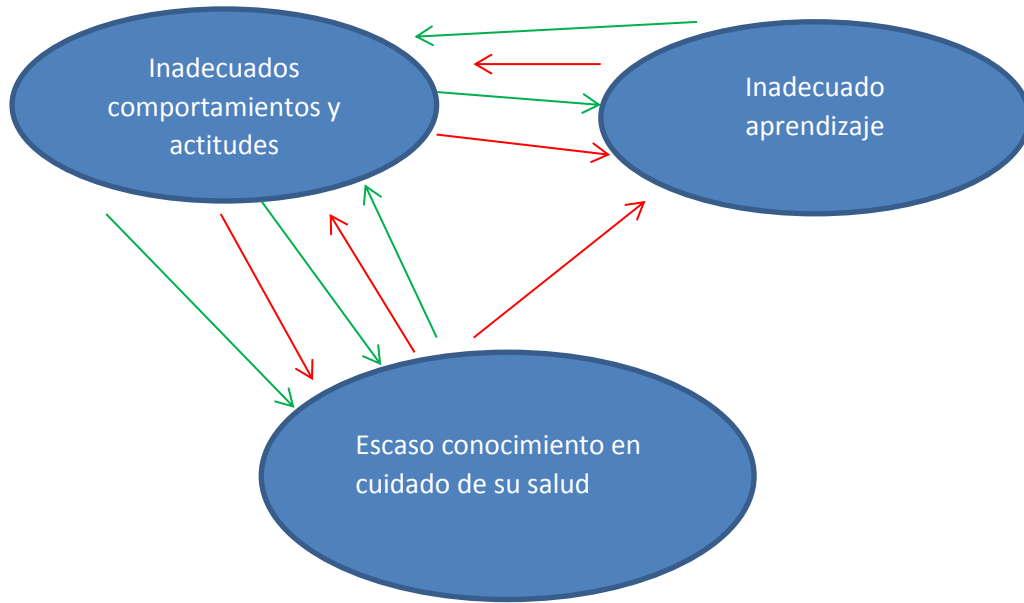 Inadecuados
comportamientos y
actitudes
Inadecuado
aprendizaje
Escaso conocimiento en
cuidado de su salud